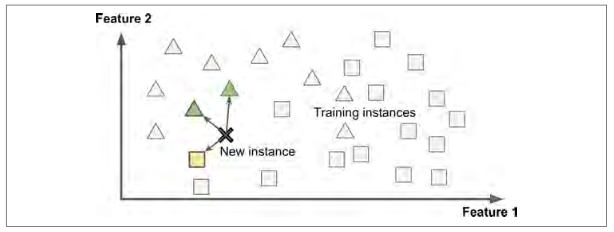 Feature 2
Training instances
New instance
Feature 1